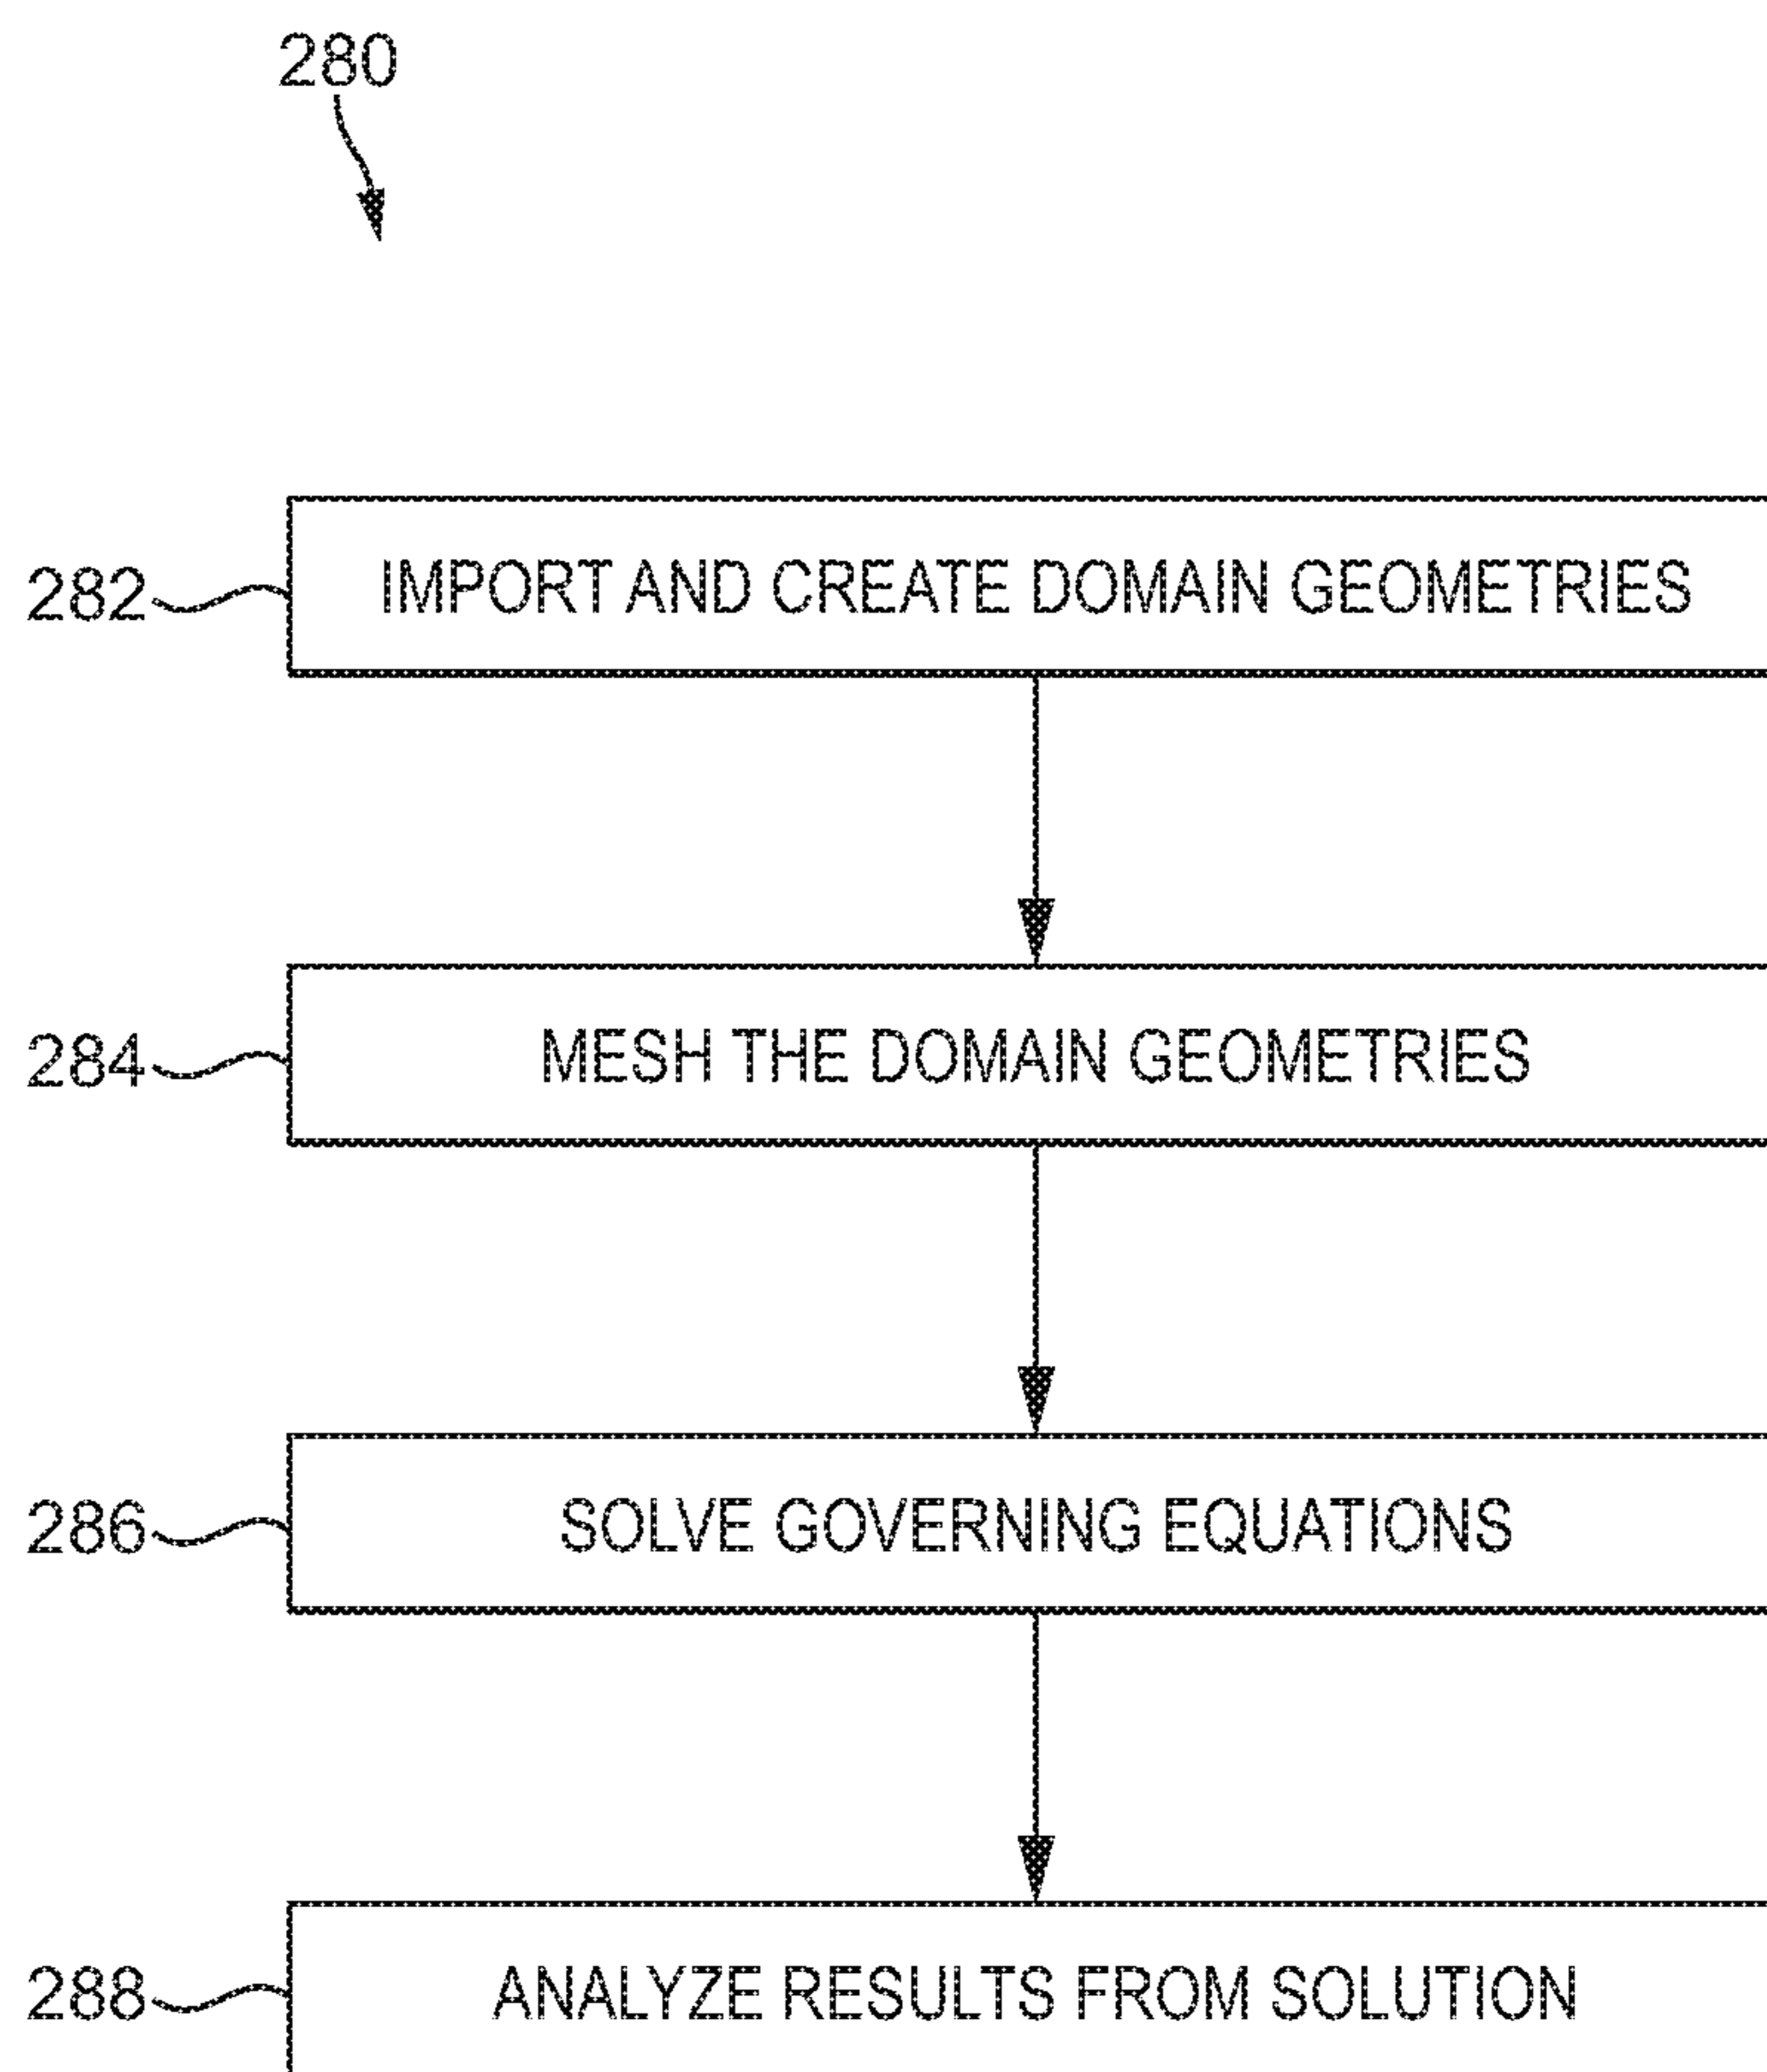 280
282 IMPORT AND CREATE DOMAIN GEOMETRIES
284 MESH THE DOMAIN GEOMETRIES
286 SOLVE GOVERNING EQUATIONS
288 ANALYZE RESULTS FROM SOLUTION